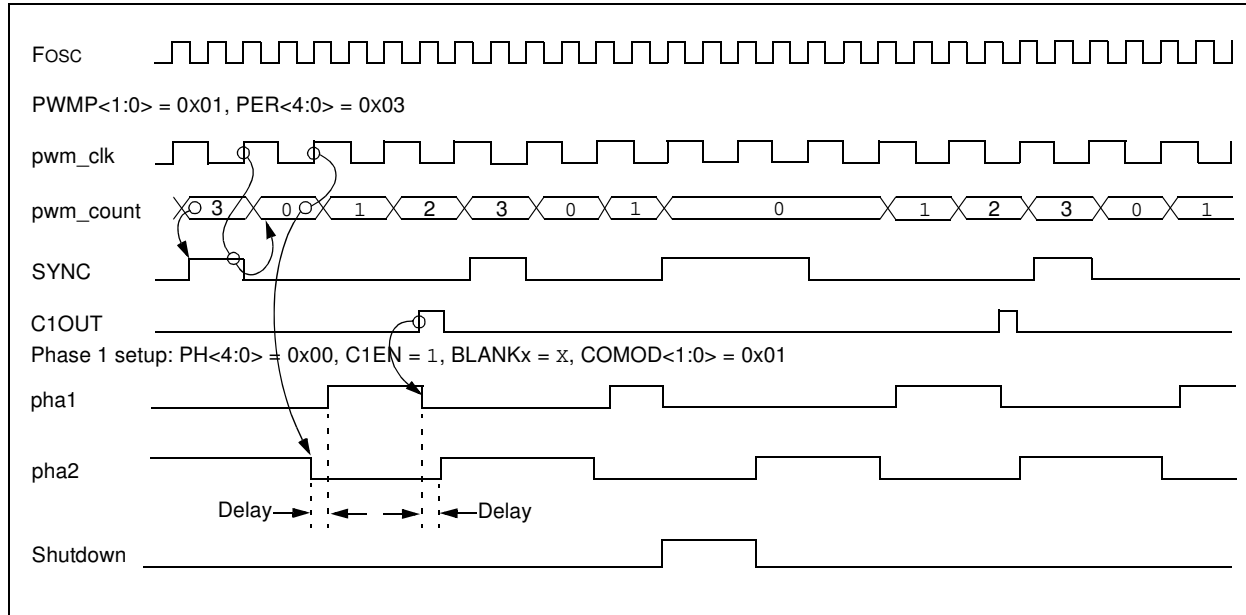 FOSC
PWMP<1:0> = 0x01, PER<4:0> = 0x03
pwm_clk
pwm_count 3 0 1 2 3 0 1 0 1 2 3 0 1
SYNC
C1OUT
Phase 1 setup: PH<4:0> = 0x00, C1EN = 1, BLANKx = X, COMOD<1:0> = 0x01
pha1
pha2
Delay Delay
Shutdown